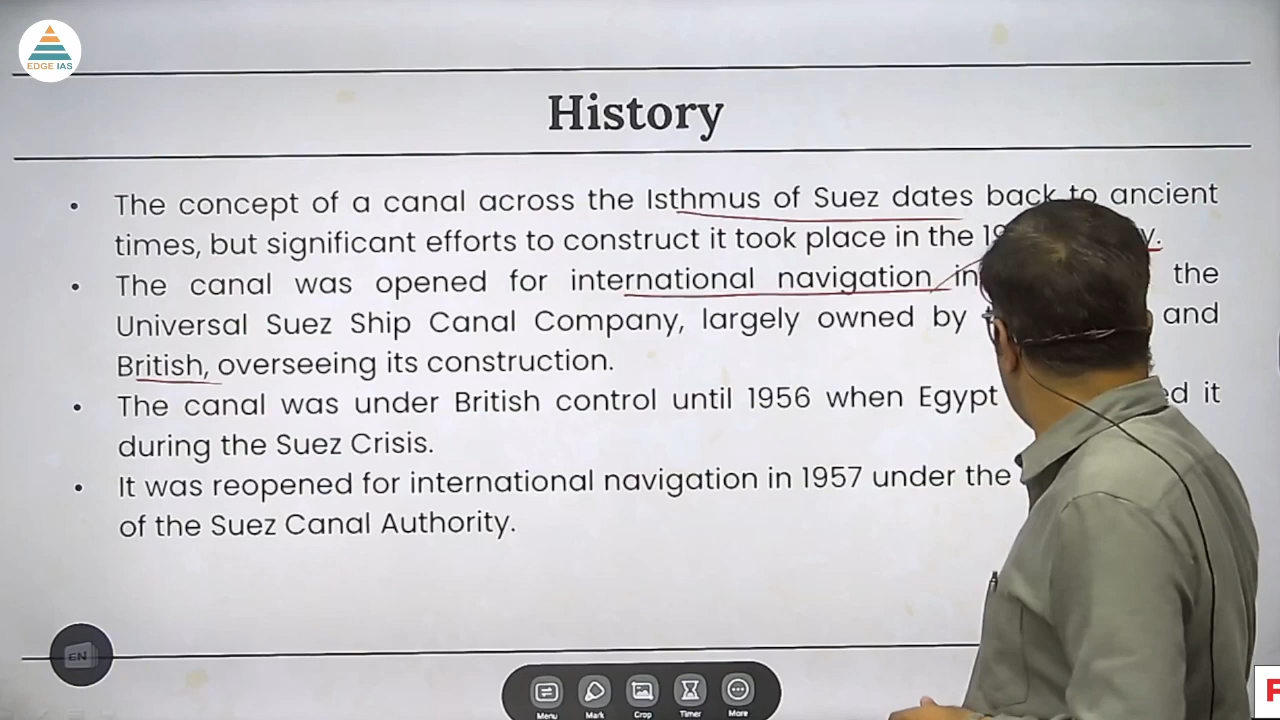 EDGE IAS
History
• The concept of a canal across the Isthmus of Suez dates back to ancient
times, but significant efforts to construct it took place in the
• The canal was opened for international navigation in the
Universal Suez Ship Canal Company, largely owned by and
British, overseeing its construction.
• The canal was under British control until 1956 when Egypt it
during the Suez Crisis.
• It was reopened for international navigation in 1957 under the
of the Suez Canal Authority.
EN
Menu Mark Crop Timer More